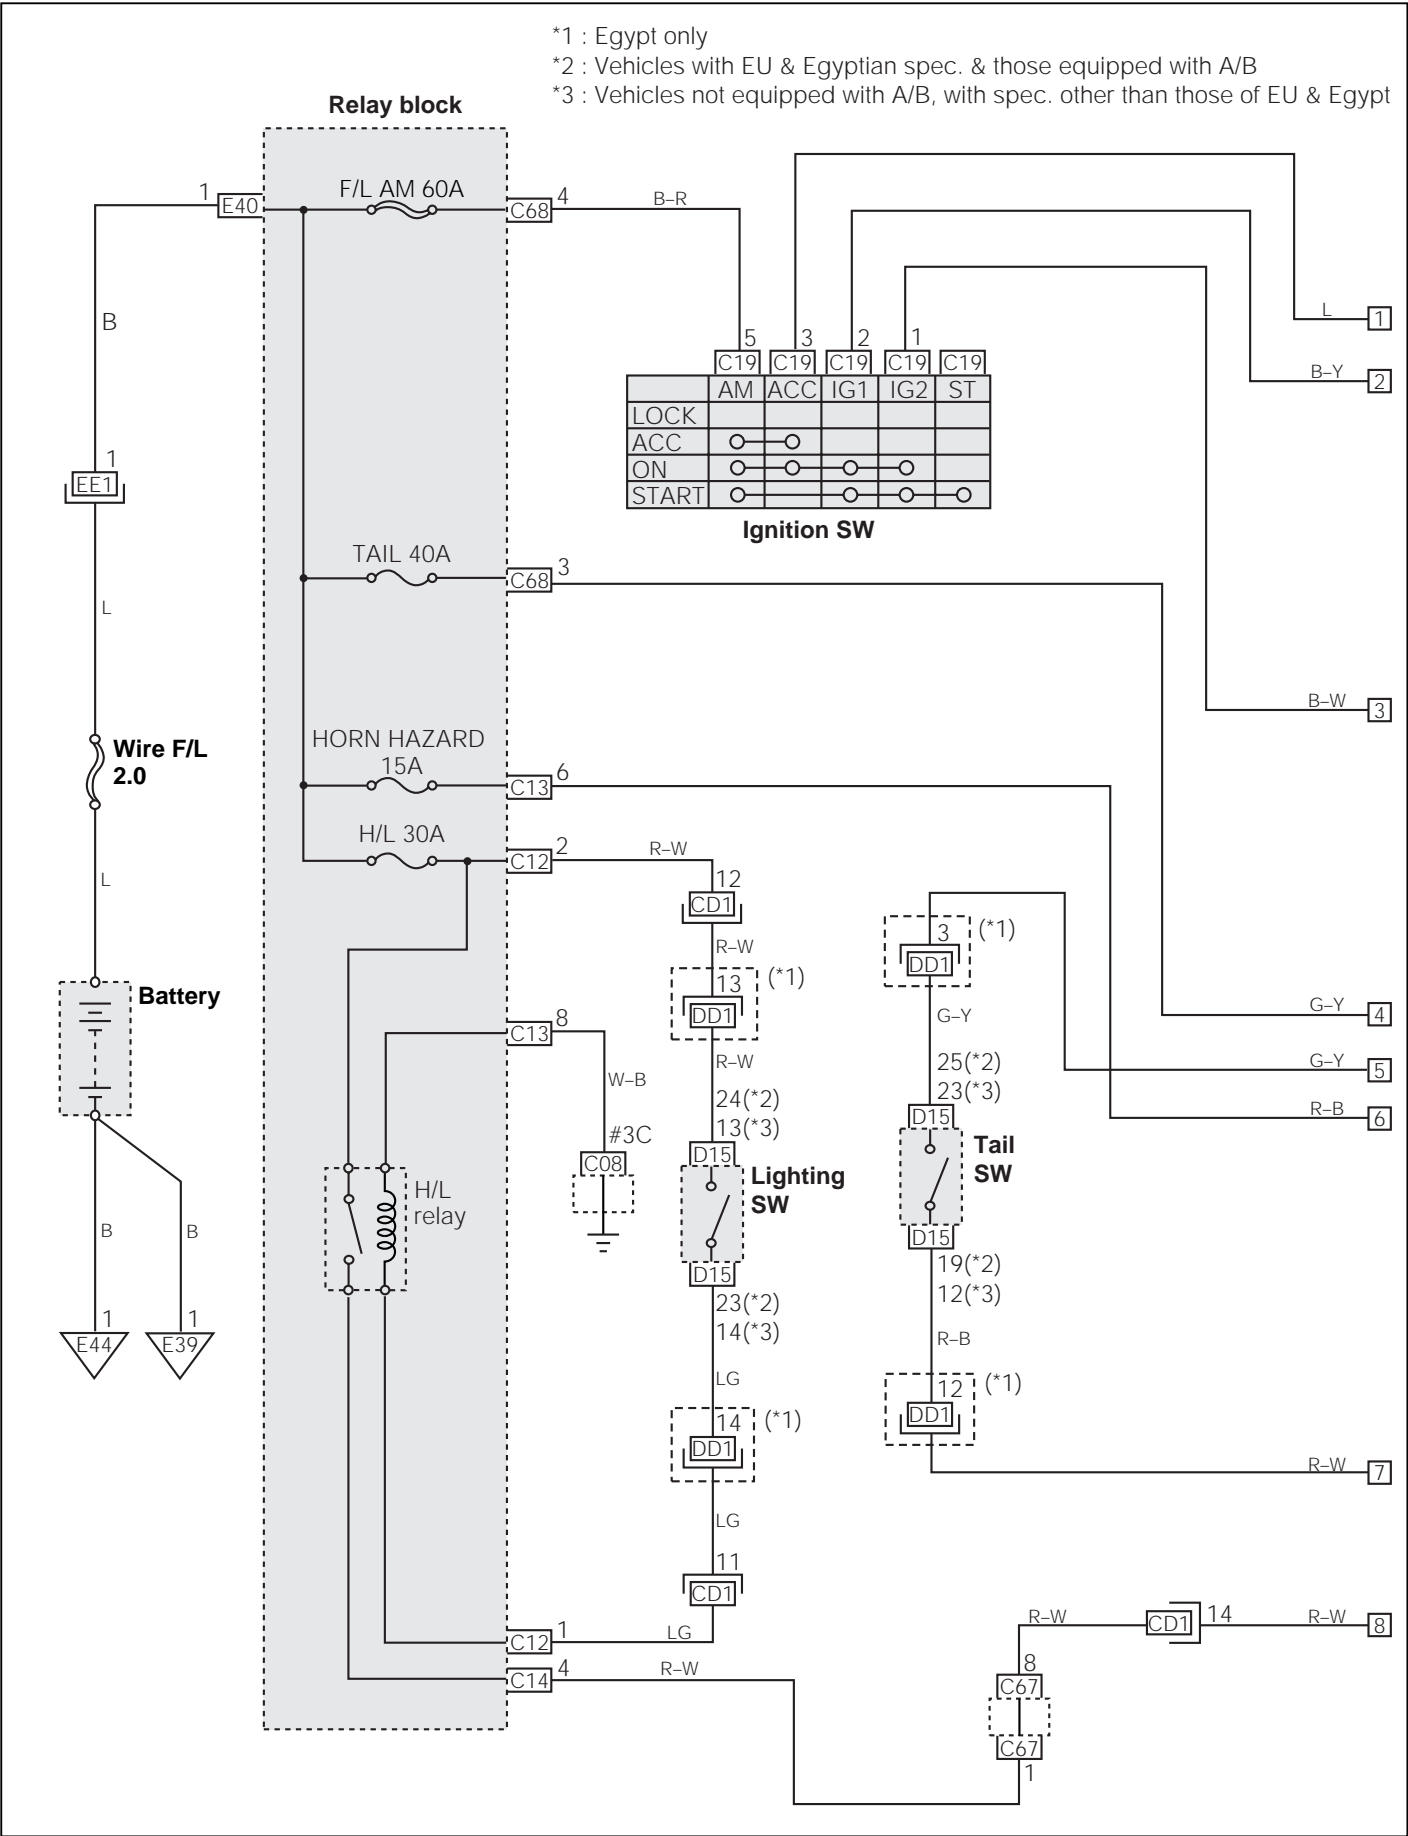 *1 : Egypt only
*2 : Vehicles with EU & Egyptian spec. & those equipped with A/B
*3 : Vehicles not equipped with A/B, with spec. other than those of EU & Egypt
Relay block
1
E40
F/L AM 60A
C68
4
B–R
B
L
1
B–Y
2
5
3
2
1
C19
C19
C19
C19
C19
AM
ACC
IG1
IG2
ST
LOCK
ACC
ON
START
Ignition SW
1
EE1
TAIL 40A
C68
3
L
B–W
3
Wire F/L
2.0
HORN HAZARD
15A
C13
6
H/L 30A
C12
2
R–W
L
12
CD1
R–W
13
(*1)
DD1
R–W
3
(*1)
DD1
G–Y
Battery
C13
8
W–B
#3C
C08
G–Y
4
G–Y
5
R–B
6
24(*2)
13(*3)
D15
Lighting
SW
D15
23(*2)
14(*3)
25(*2)
23(*3)
D15
Tail
SW
D15
19(*2)
12(*3)
R–B
H/L
relay
B
B
1
E44
1
E39
LG
14
(*1)
DD1
12
(*1)
DD1
R–W
7
LG
11
CD1
C12
1
LG
C14
4
R–W
R–W
CD1
14
R–W
8
8
C67
C67
1